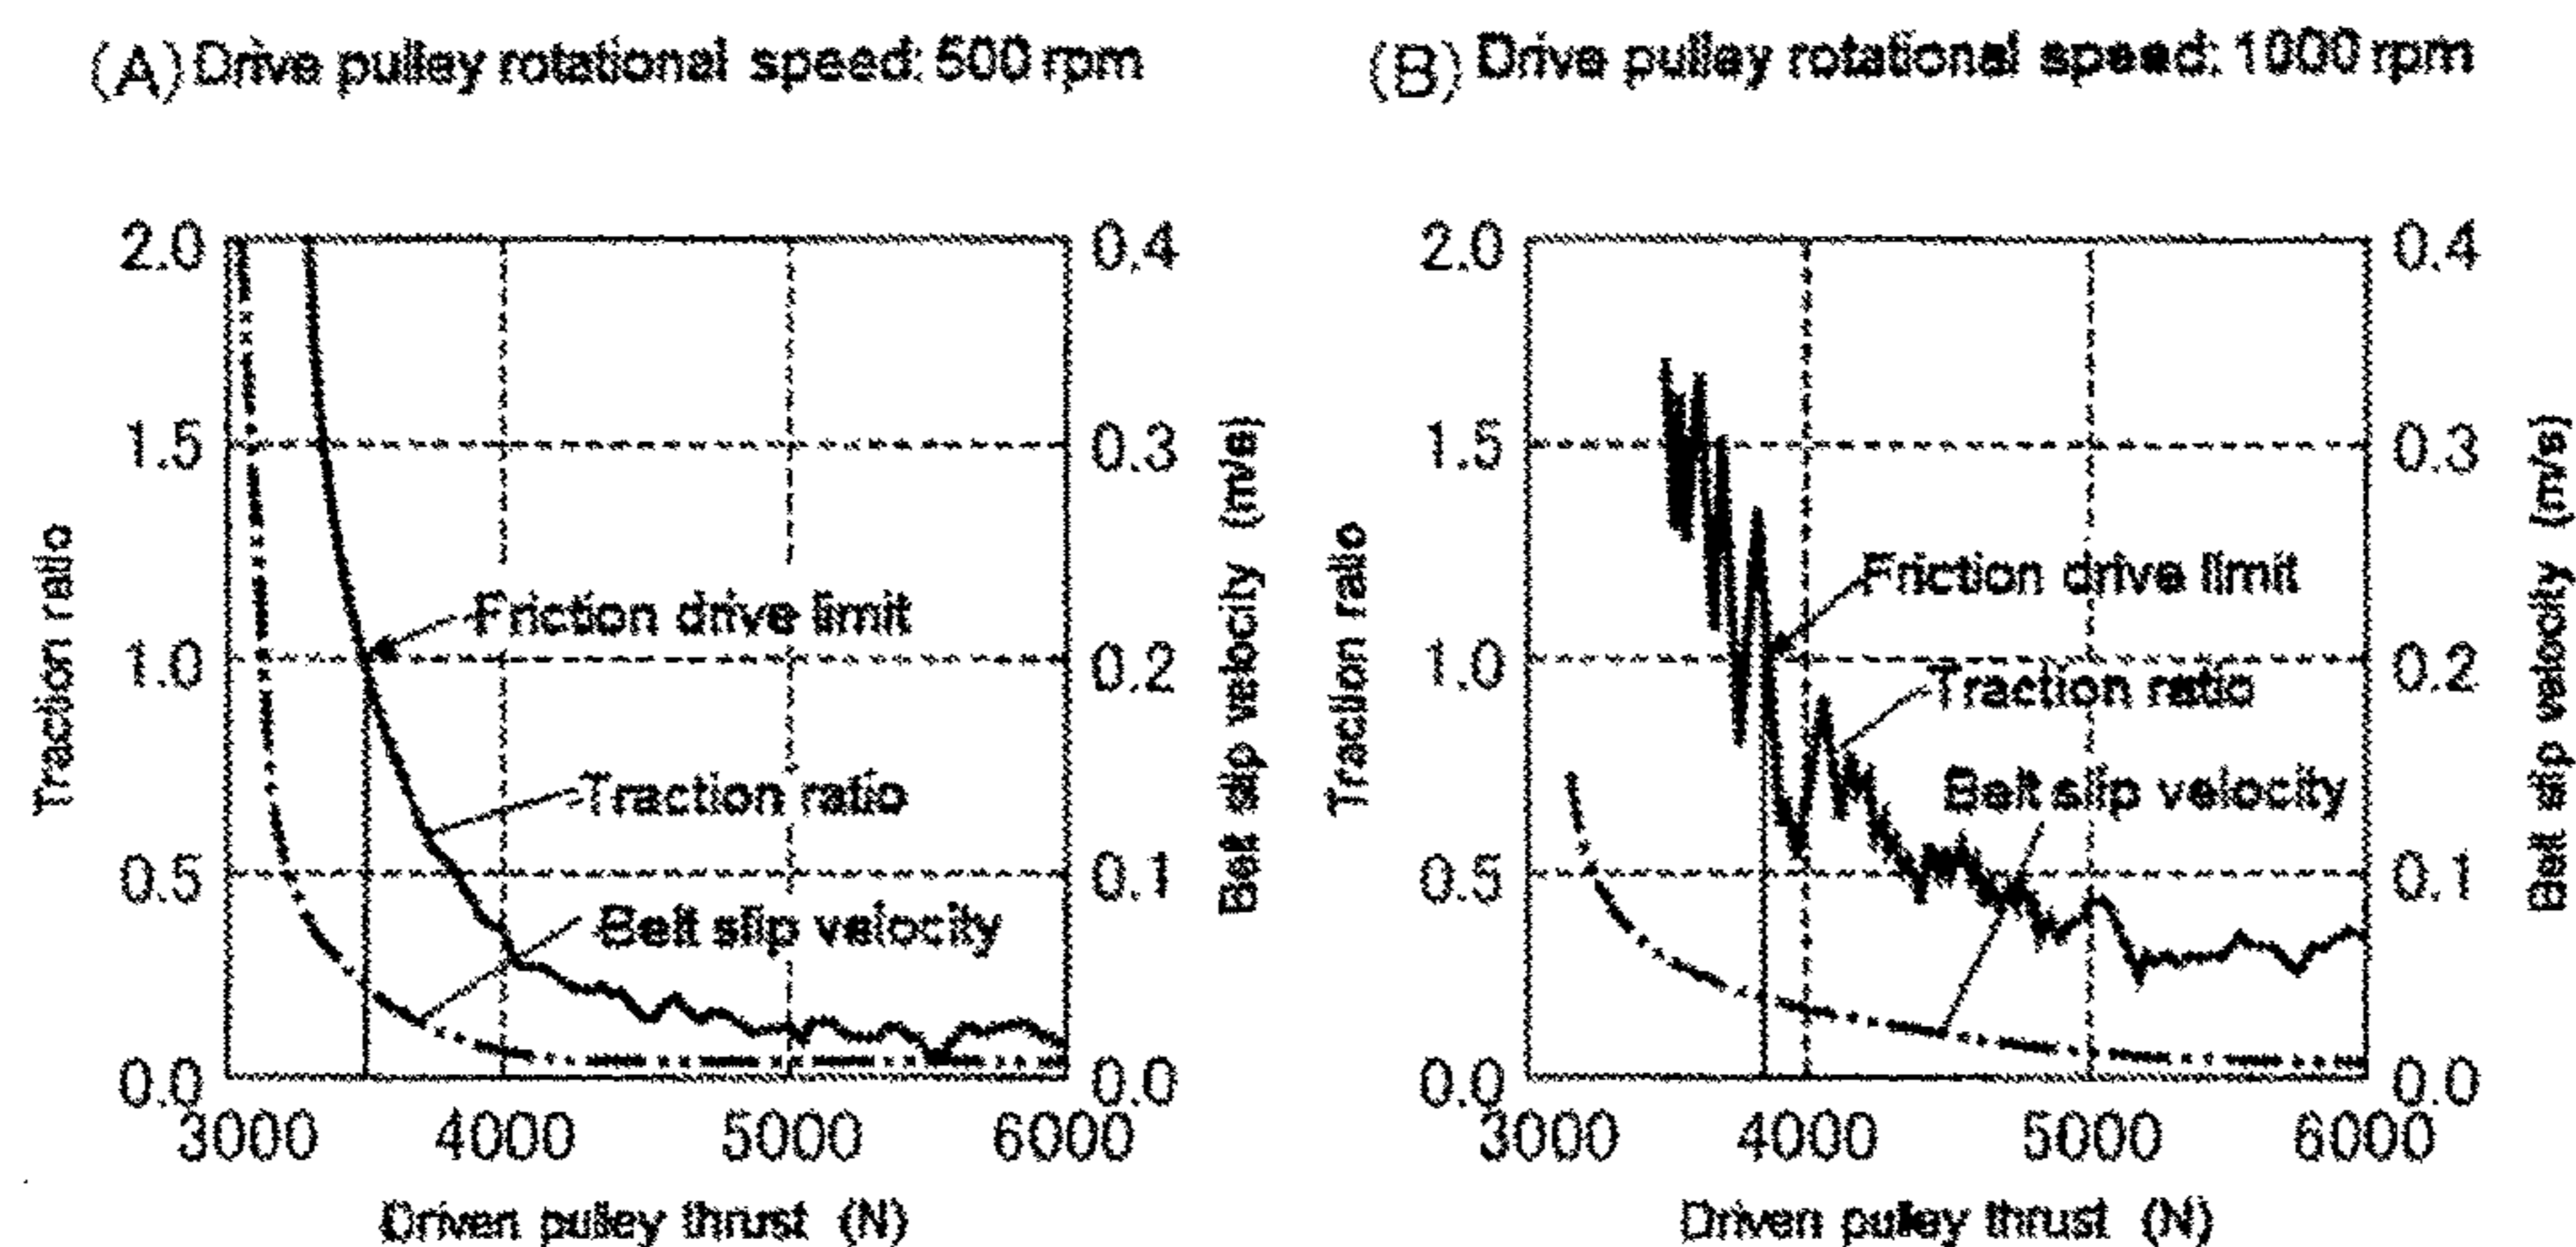 (A) Drive pulley rotational speed: 500 rpm
2.0
1.5
1.0
0.5
0.0
Traction ratio
0.4
0.3
0.2
0.1
0.0
Belt slip velocity (m/s)
Friction drive limit
Traction ratio
Belt slip velocity
3000 4000 5000 6000
Driven pulley thrust (N)
(B) Drive pulley rotational speed: 1000 rpm
2.0
1.5
1.0
0.5
0.0
Traction ratio
0.4
0.3
0.2
0.1
0.0
Belt slip velocity (m/s)
Friction drive limit
Traction ratio
Belt slip velocity
3000 4000 5000 6000
Driven pulley thrust (N)